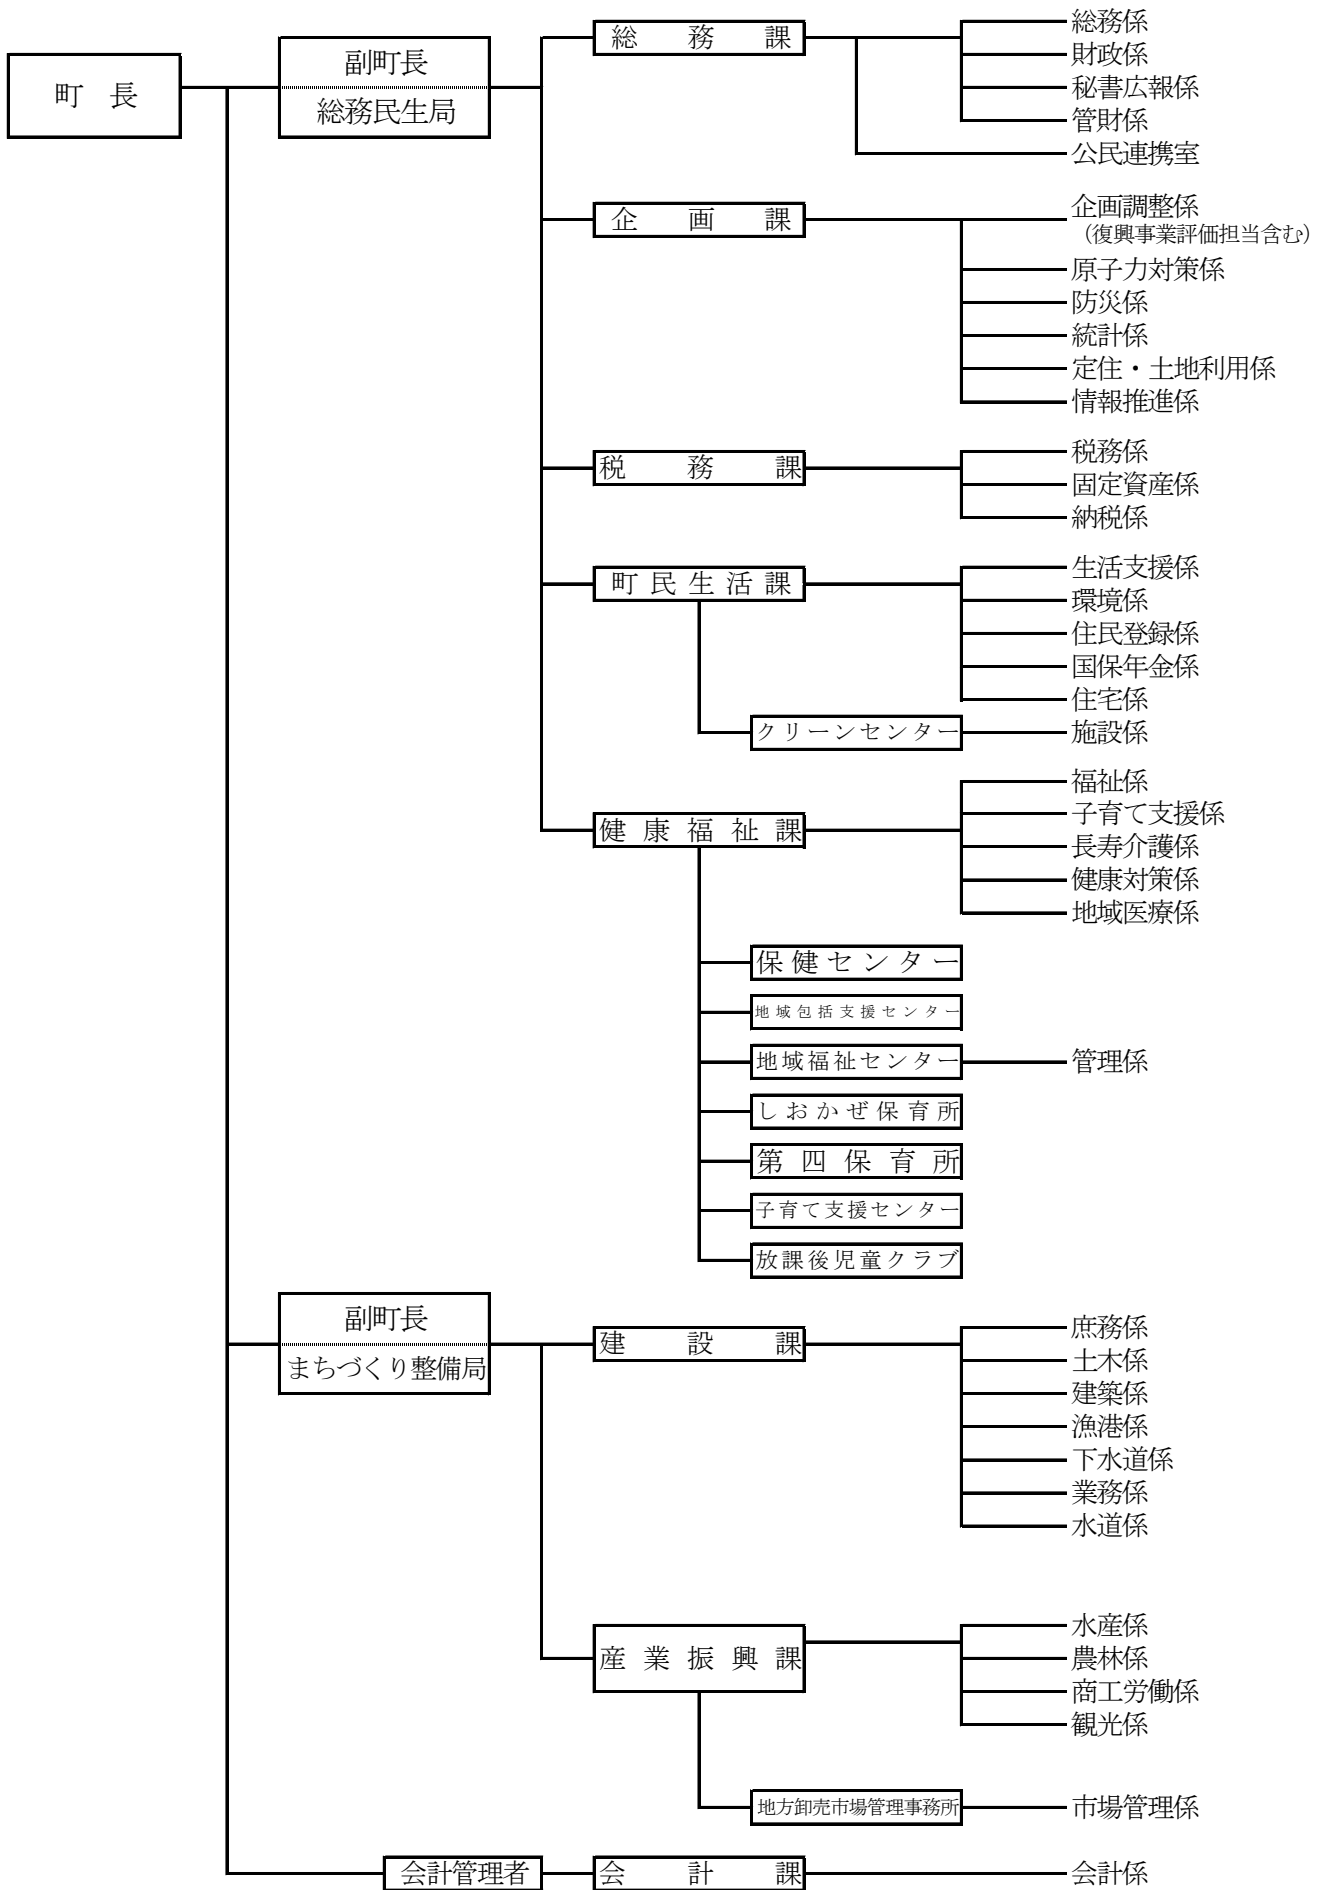 町　長
副町長
総務民生局
総務課
総務係
財政係
秘書広報係
管財係
公民連携室
企画課
企画調整係
（復興事業評価担当含む）
原子力対策係
防災係
統計係
定住・土地利用係
情報推進係
税務課
税務係
固定資産係
納税係
町民生活課
生活支援係
環境係
住民登録係
国保年金係
住宅係
クリーンセンター
施設係
健康福祉課
福祉係
子育て支援係
長寿介護係
健康対策係
地域医療係
保健センター
地域包括支援センター
地域福祉センター
管理係
しおかぜ保育所
第四保育所
子育て支援センター
放課後児童クラブ
副町長
まちづくり整備局
建設課
庶務係
土木係
建築係
漁港係
下水道係
業務係
水道係
産業振興課
水産係
農林係
商工労働係
観光係
地方卸売市場管理事務所
市場管理係
会計管理者
会計課
会計係